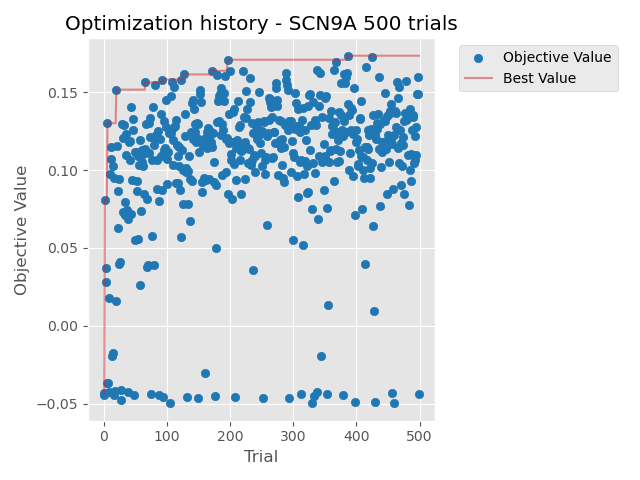 Optimization history - SCN9A 500 trials
Objective Value
Best Value
0.15
0.10
0.05
0.00
−0.05
Objective Value
0 100 200 300 400 500
Trial